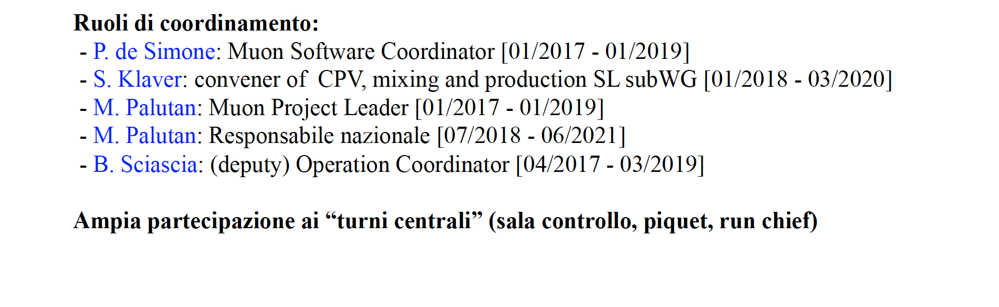 Ruoli di coordinamento:
- P. de Simone: Muon Software Coordinator [01/2017 - 01/2019]
- S. Klaver: convener of  CPV, mixing and production SL subWG [01/2018 - 03/2020]
- M. Palutan: Muon Project Leader [01/2017 - 01/2019]
- M. Palutan: Responsabile nazionale [07/2018 - 06/2021]
- B. Sciascia: (deputy) Operation Coordinator [04/2017 - 03/2019]
Ampia partecipazione ai “turni centrali” (sala controllo, piquet, run chief)